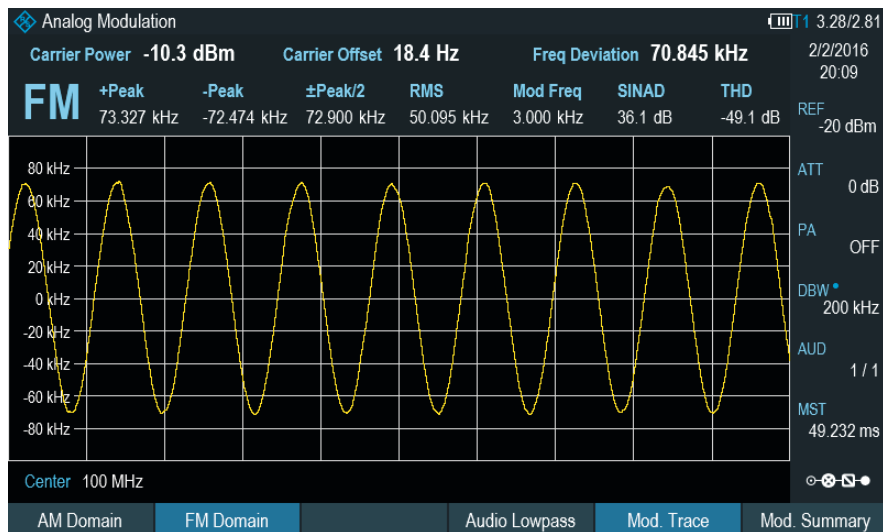 Analog Modulation T1 3.28/2.81
Carrier Power -10.3 dBm Carrier Offset 18.4 Hz Freq Deviation 70.845 kHz
2/2/2016
20:09
FM
+Peak -Peak ±Peak/2 RMS Mod Freq SINAD THD
73.327 kHz -72.474 kHz 72.900 kHz 50.095 kHz 3.000 kHz 36.1 dB -49.1 dB
REF
-20 dBm
ATT
0 dB
PA
OFF
DBW
200 kHz
AUD
1 / 1
MST
49.232 ms
80 kHz
60 kHz
40 kHz
20 kHz
0 kHz
-20 kHz
-40 kHz
-60 kHz
-80 kHz
Center 100 MHz
AM Domain FM Domain Audio Lowpass Mod. Trace Mod. Summary